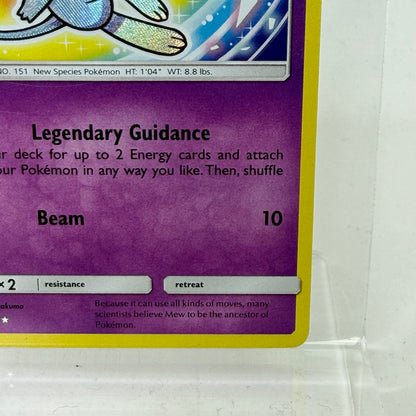 NO. 151 New Species Pokémon HT: 1'04" WT: 8.8 lbs.
Legendary Guidance
deck for up to 2 Energy cards and attach
Pokémon in any way you like. Then, shuffle
Beam 10
×2 resistance retreat
Because it can use all kinds of moves, many
scientists believe Mew to be the ancestor of
Pokémon.